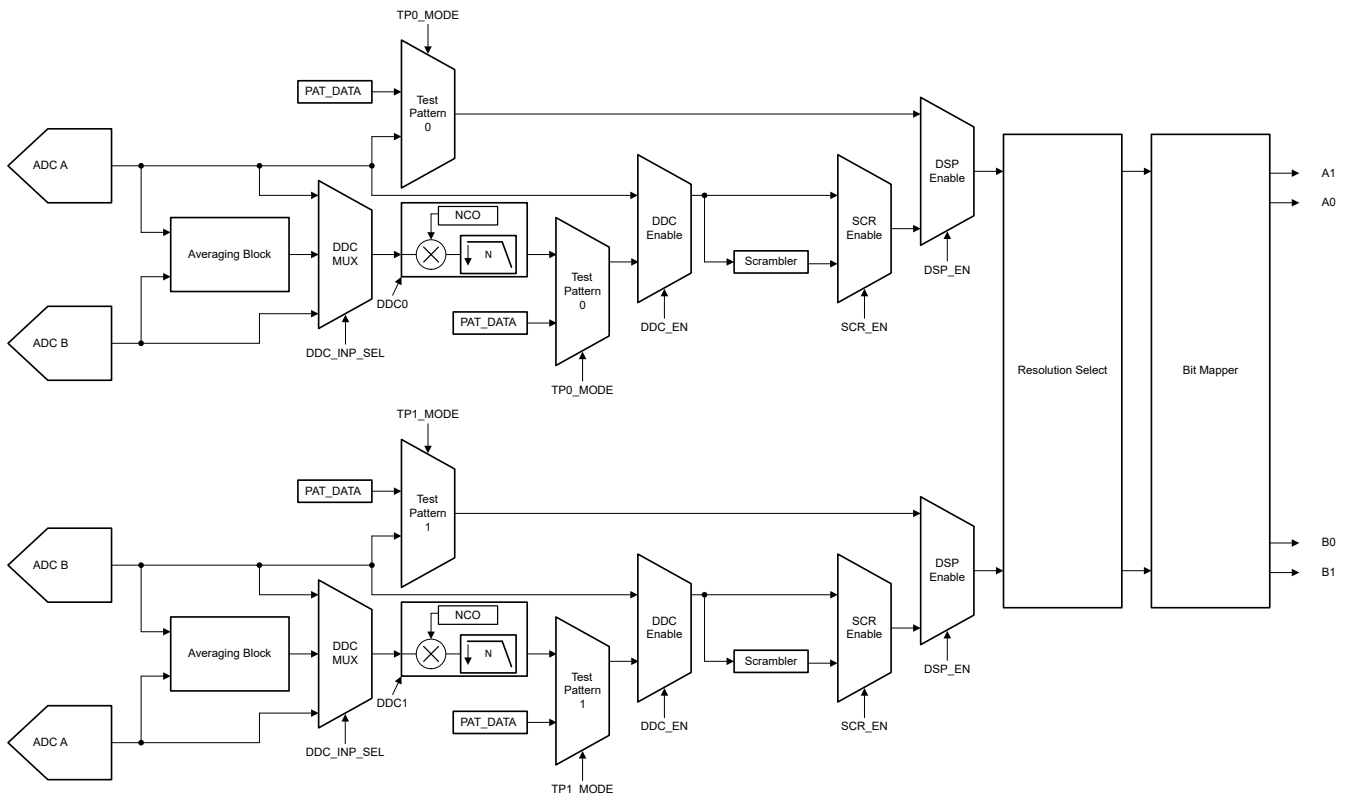 TP0_MODE
PAT_DATA
Test
Pattern
0
ADC A
DSP
Enable
A1
A0
Averaging Block
DDC
MUX
NCO
N
DDC0
DDC
Enable
SCR
Enable
Scrambler
Test
Pattern
0
DSP_EN
ADC B
DDC_INP_SEL
PAT_DATA
DDC_EN
SCR_EN
TP0_MODE
Resolution Select
Bit Mapper
TP1_MODE
PAT_DATA
Test
Pattern
1
ADC B
DSP
Enable
B0
B1
Averaging Block
DDC
MUX
NCO
N
DDC1
DDC
Enable
SCR
Enable
Scrambler
Test
Pattern
1
DSP_EN
ADC A
DDC_INP_SEL
PAT_DATA
DDC_EN
SCR_EN
TP1_MODE